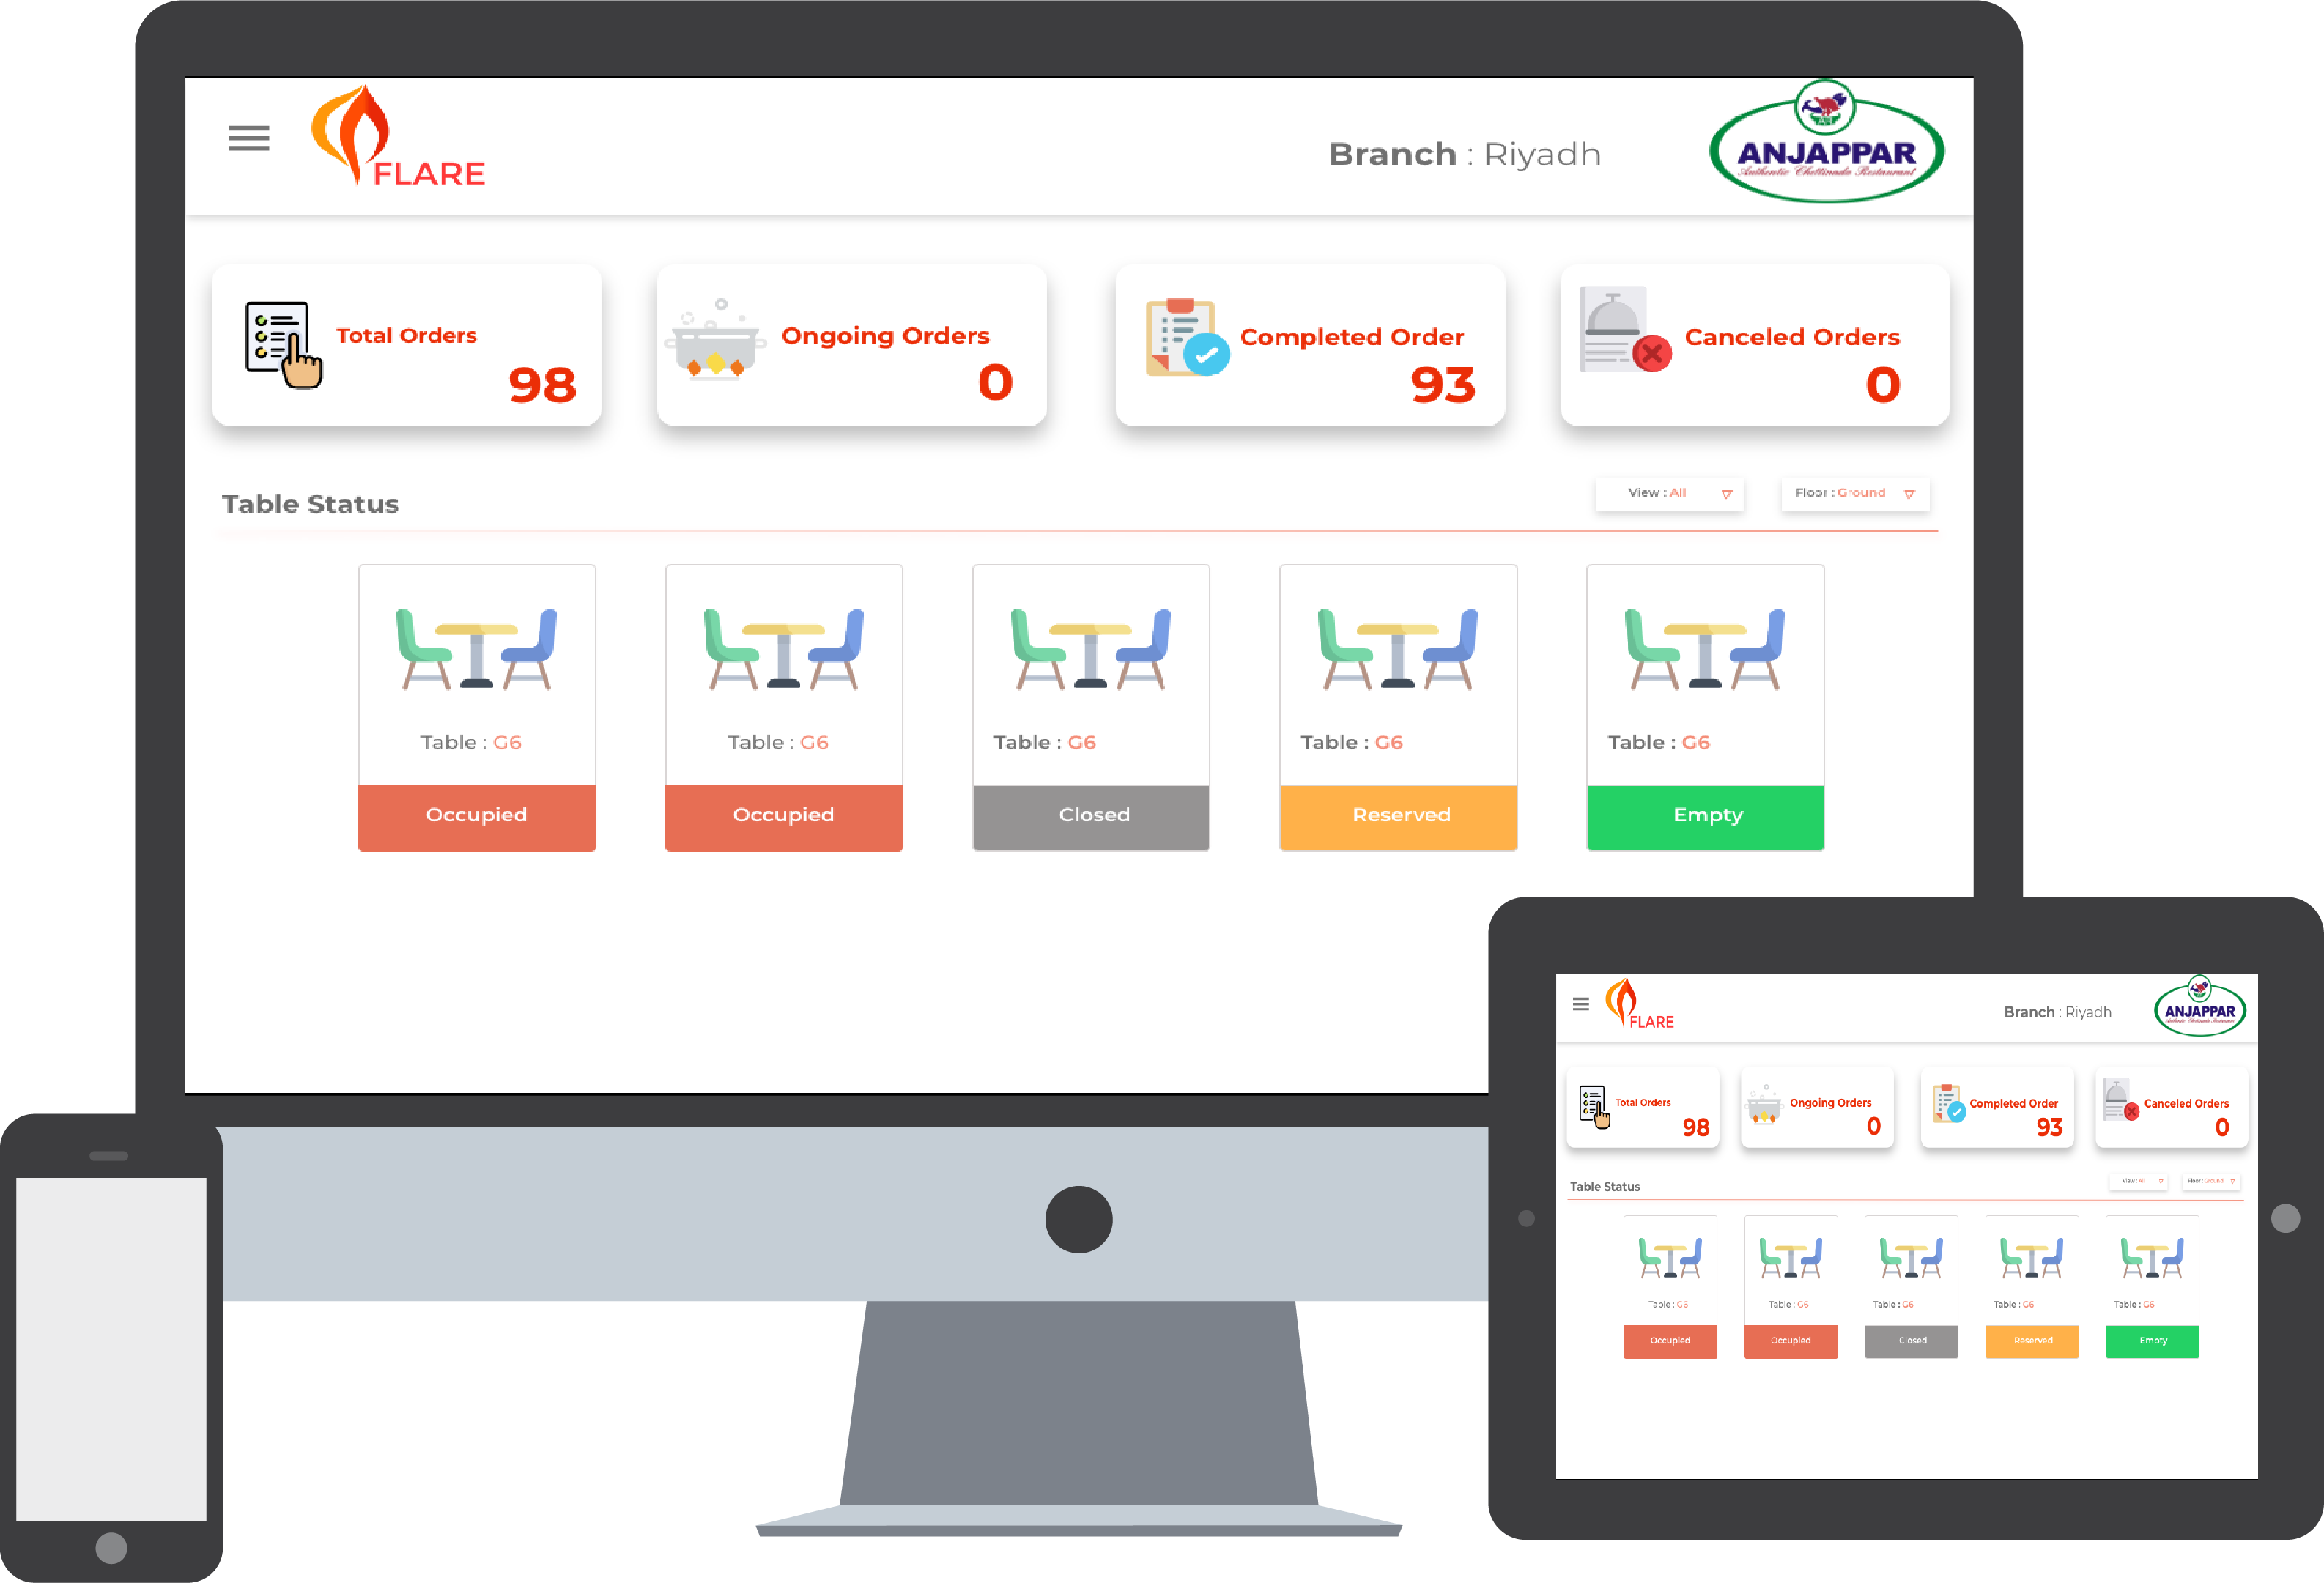 FLARE
Branch : Riyadh
ANJAPPAR
Authentic Chettinadu Restaurant
Total Orders
98
Ongoing Orders
0
Completed Order
93
Canceled Orders
0
Table Status
View : All
Floor : Ground
Table : G6
Occupied
Table : G6
Occupied
Table : G6
Closed
Table : G6
Reserved
Table : G6
Empty
FLARE
Branch : Riyadh
ANJAPPAR
Authentic Chettinadu Restaurant
Total Orders
98
Ongoing Orders
0
Completed Order
93
Canceled Orders
0
Table Status
View : All
Floor : Ground
Table : G6
Occupied
Table : G6
Occupied
Table : G6
Closed
Table : G6
Reserved
Table : G6
Empty